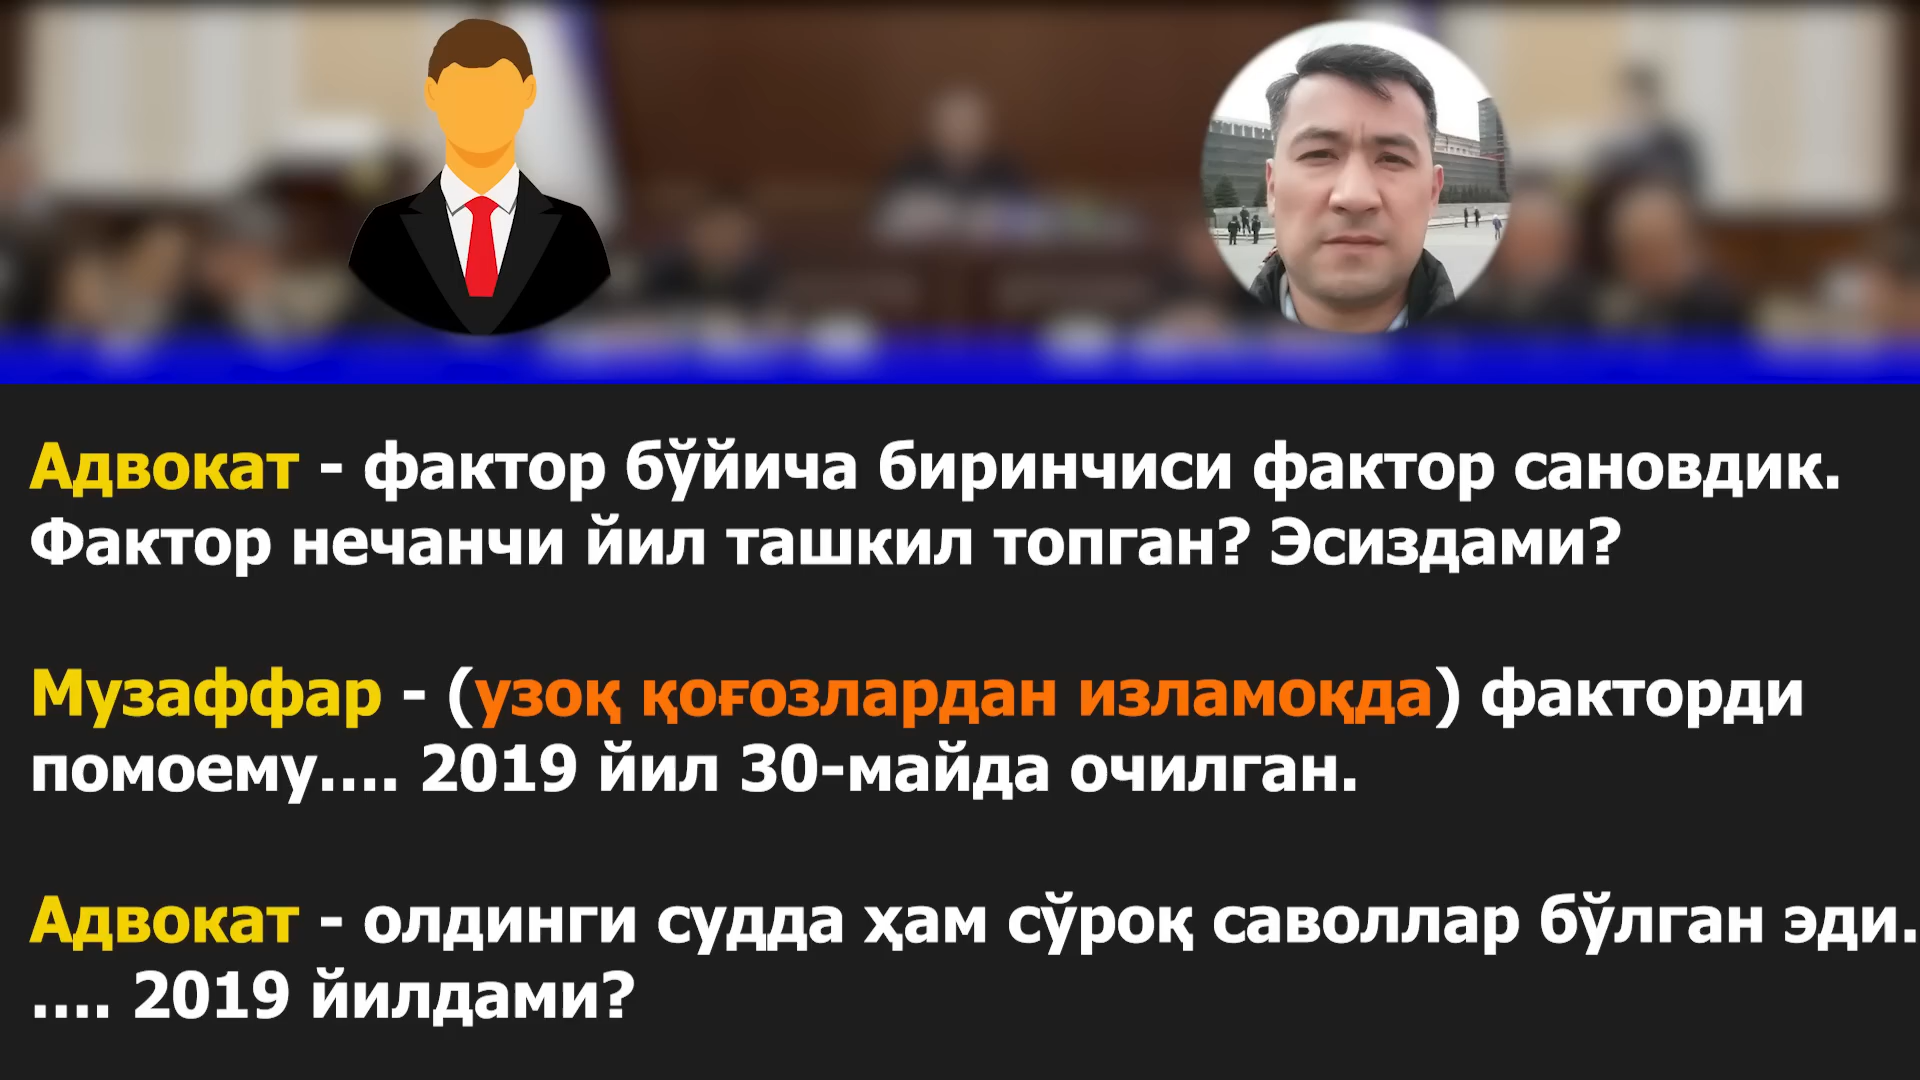 Адвокат - фактор бўйича биринчиси фактор сановдик.
Фактор нечанчи йил ташкил топган? Эсиздами?
Музаффар - (узоқ қоғозлардан изламоқда) факторди
помоему.... 2019 йил 30-майда очилган.
Адвокат - олдинги судда ҳам сўроқ саволлар бўлган эди.
.... 2019 йилдами?